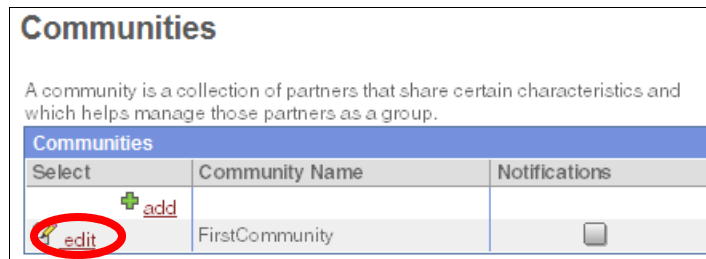 Communities
A community is a collection of partners that share certain characteristics and
which helps manage those partners as a group.
Communities
Select Community Name Notifications
add
edit FirstCommunity